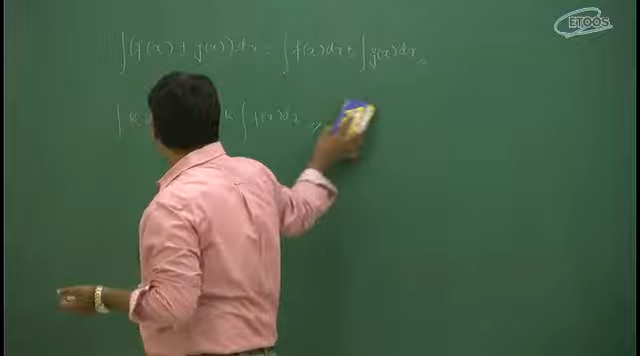 ETOOS
∫(f(x) ± g(x))dx = ∫f(x)dx ± ∫g(x)dx
∫ k ∫f(x)dx